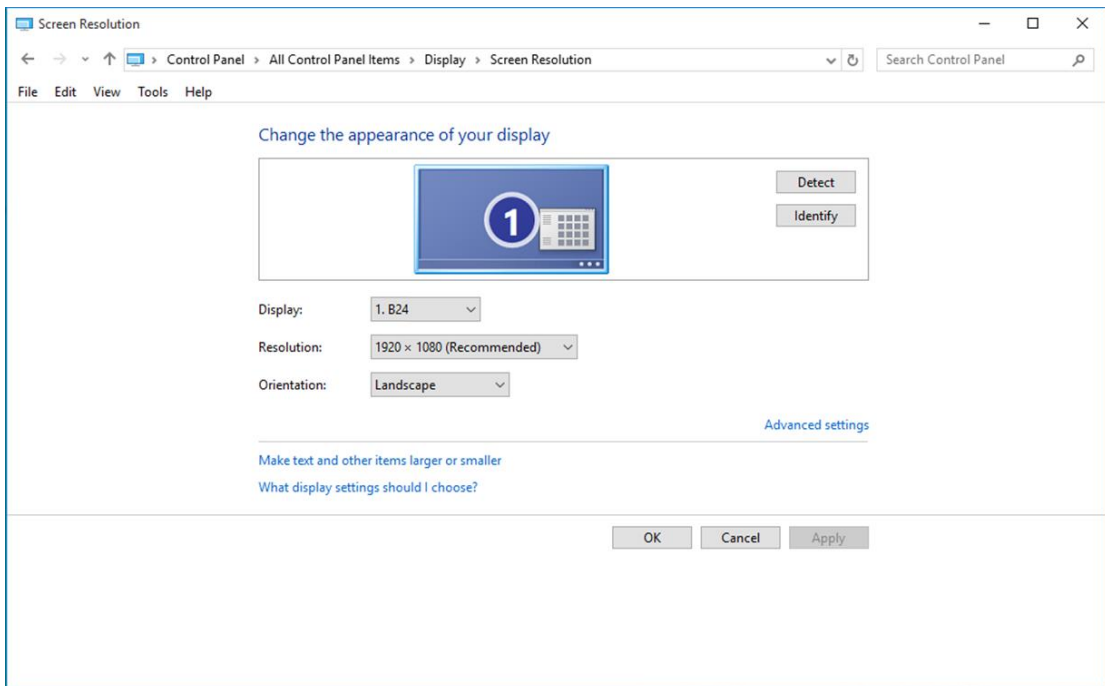 Screen Resolution
Control Panel > All Control Panel Items > Display > Screen Resolution
Search Control Panel
File Edit View Tools Help
Change the appearance of your display
1
Detect
Identify
Display: 1. B24
Resolution: 1920 × 1080 (Recommended)
Orientation: Landscape
Advanced settings
Make text and other items larger or smaller
What display settings should I choose?
OK Cancel Apply